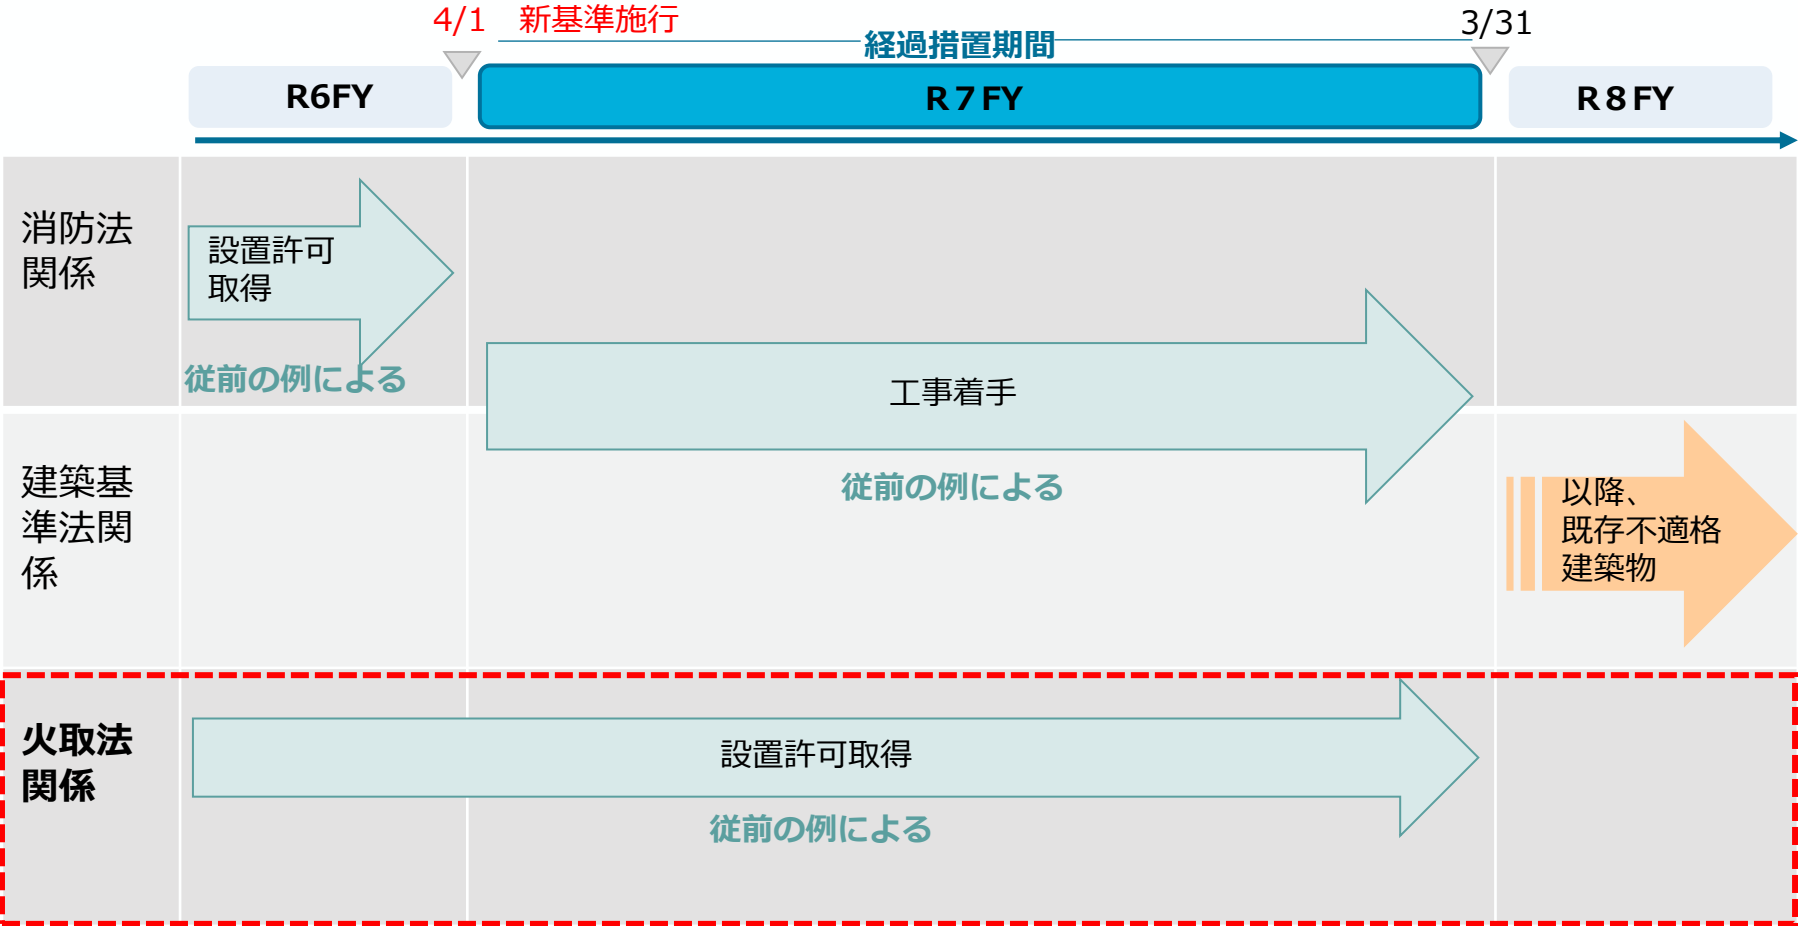 4/1 新基準施行
経過措置期間
3/31
R6FY
R７FY
R８FY
消防法
関係
設置許可
取得
従前の例による
工事着手
従前の例による
建築基
準法関
係
以降、
既存不適格
建築物
火取法
関係
設置許可取得
従前の例による